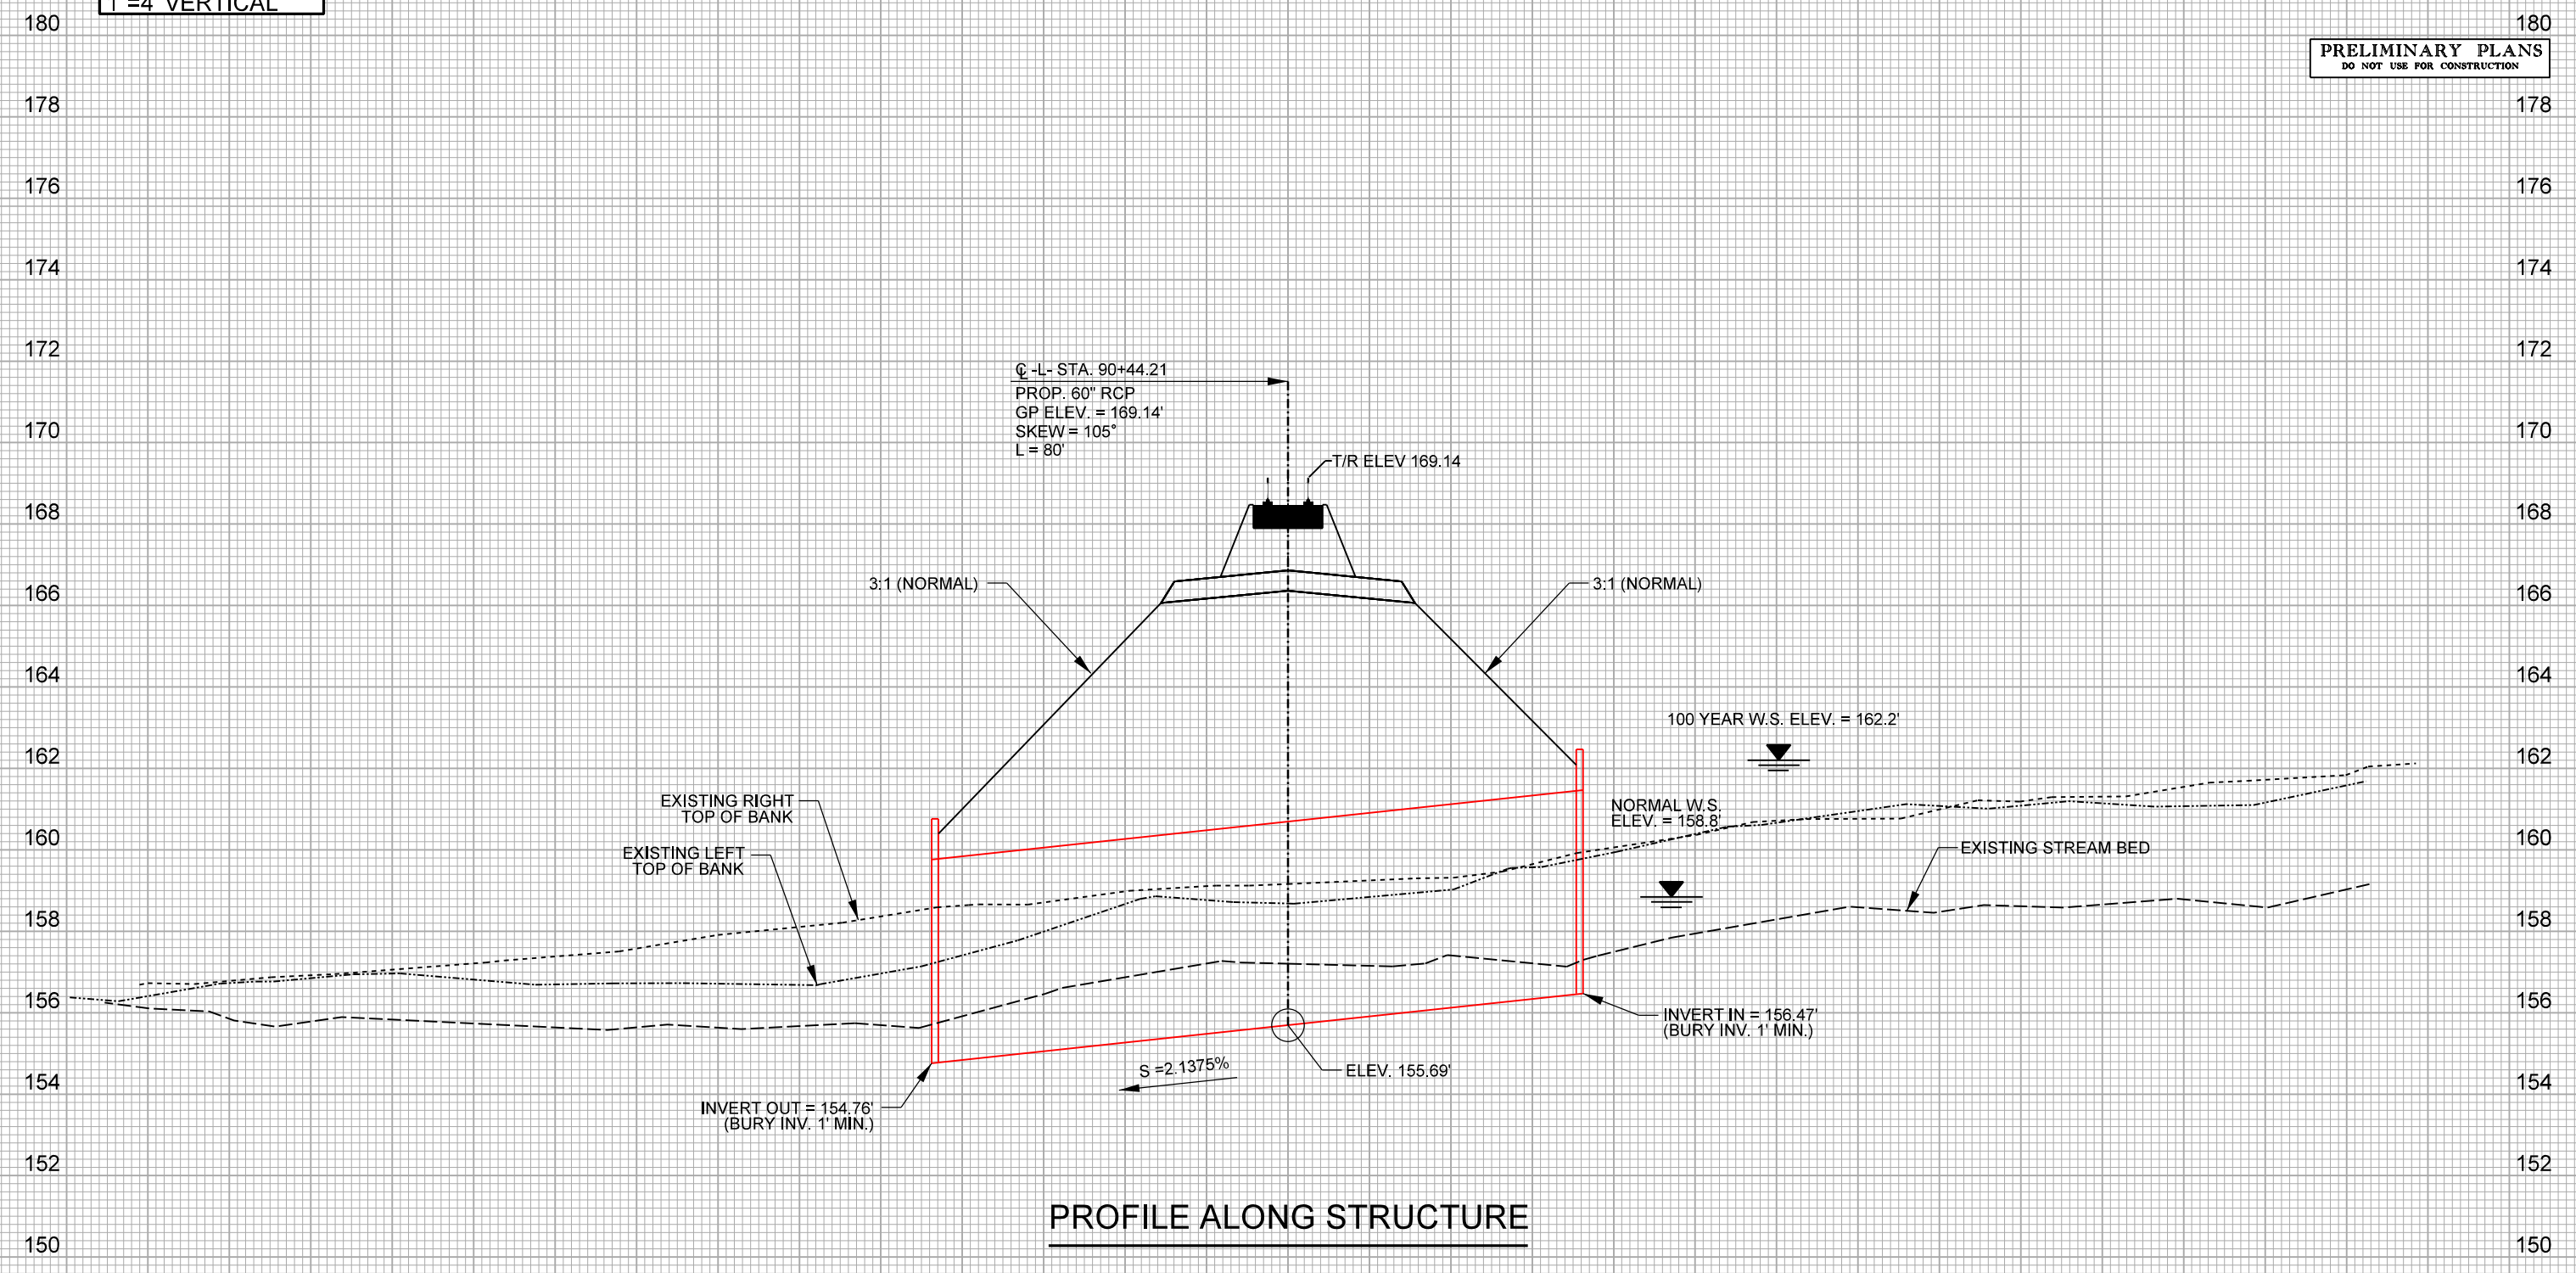 1"=4' VERTICAL
180
180
PRELIMINARY PLANS
DO NOT USE FOR CONSTRUCTION
178
178
176
176
174
174
172
172
℄ -L- STA. 90+44.21
PROP. 60" RCP
GP ELEV. = 169.14'
SKEW = 105°
L = 80'
170
170
T/R ELEV 169.14
168
168
3:1 (NORMAL)
3:1 (NORMAL)
166
166
164
164
100 YEAR W.S. ELEV. = 162.2'
162
162
EXISTING RIGHT
TOP OF BANK
NORMAL W.S.
ELEV. = 158.8'
160
160
EXISTING LEFT
TOP OF BANK
EXISTING STREAM BED
158
158
156
156
INVERT IN = 156.47'
(BURY INV. 1' MIN.)
S =2.1375%
ELEV. 155.69'
154
154
INVERT OUT = 154.76'
(BURY INV. 1' MIN.)
152
152
PROFILE ALONG STRUCTURE
150
150